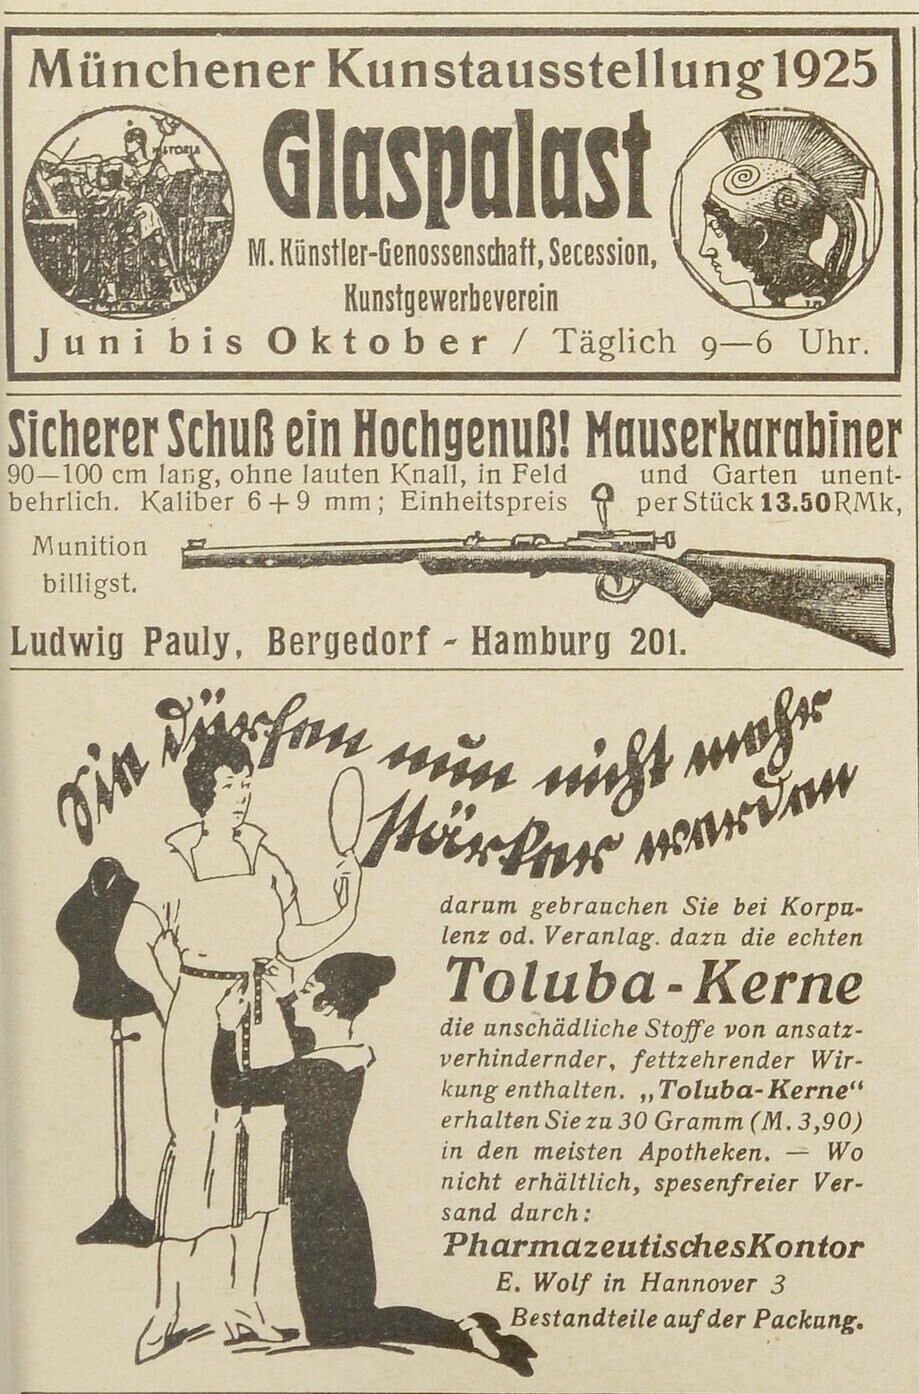 Münchener Kunstausstellung 1925
HISTORIA
Glaspalast
M. Künstler-Genossenschaft, Secession,
Kunstgewerbeverein
Juni bis Oktober / Täglich 9—6 Uhr.
Sicherer Schuß ein Hochgenuß! Mauserkarabiner
90—100 cm lang, ohne lauten Knall, in Feld und Garten unent-
behrlich. Kaliber 6+9 mm; Einheitspreis per Stück 13.50 RMk,
Munition
billigst.
Ludwig Pauly, Bergedorf - Hamburg 201.
Sie dürfen nun nicht mehr
stärker werden
darum gebrauchen Sie bei Korpu-
lenz od. Veranlag. dazu die echten
Toluba-Kerne
die unschädliche Stoffe von ansatz-
verhindernder, fettzehrender Wir-
kung enthalten. „Toluba-Kerne“
erhalten Sie zu 30 Gramm (M. 3,90)
in den meisten Apotheken. — Wo
nicht erhältlich, spesenfreier Ver-
sand durch:
Pharmazeutisches Kontor
E. Wolf in Hannover 3
Bestandteile auf der Packung.